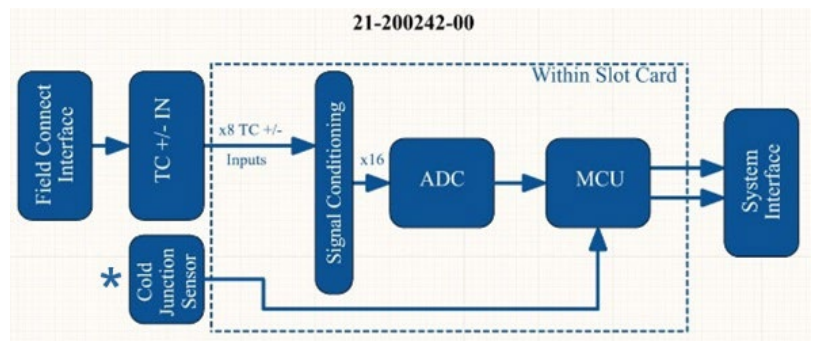 21-200242-00
Within Slot Card
Field Connect
Interface
TC +/- IN
x8 TC +/-
Inputs
Signal Conditioning
x16
ADC
MCU
System
Interface
*
Cold
Junction
Sensor